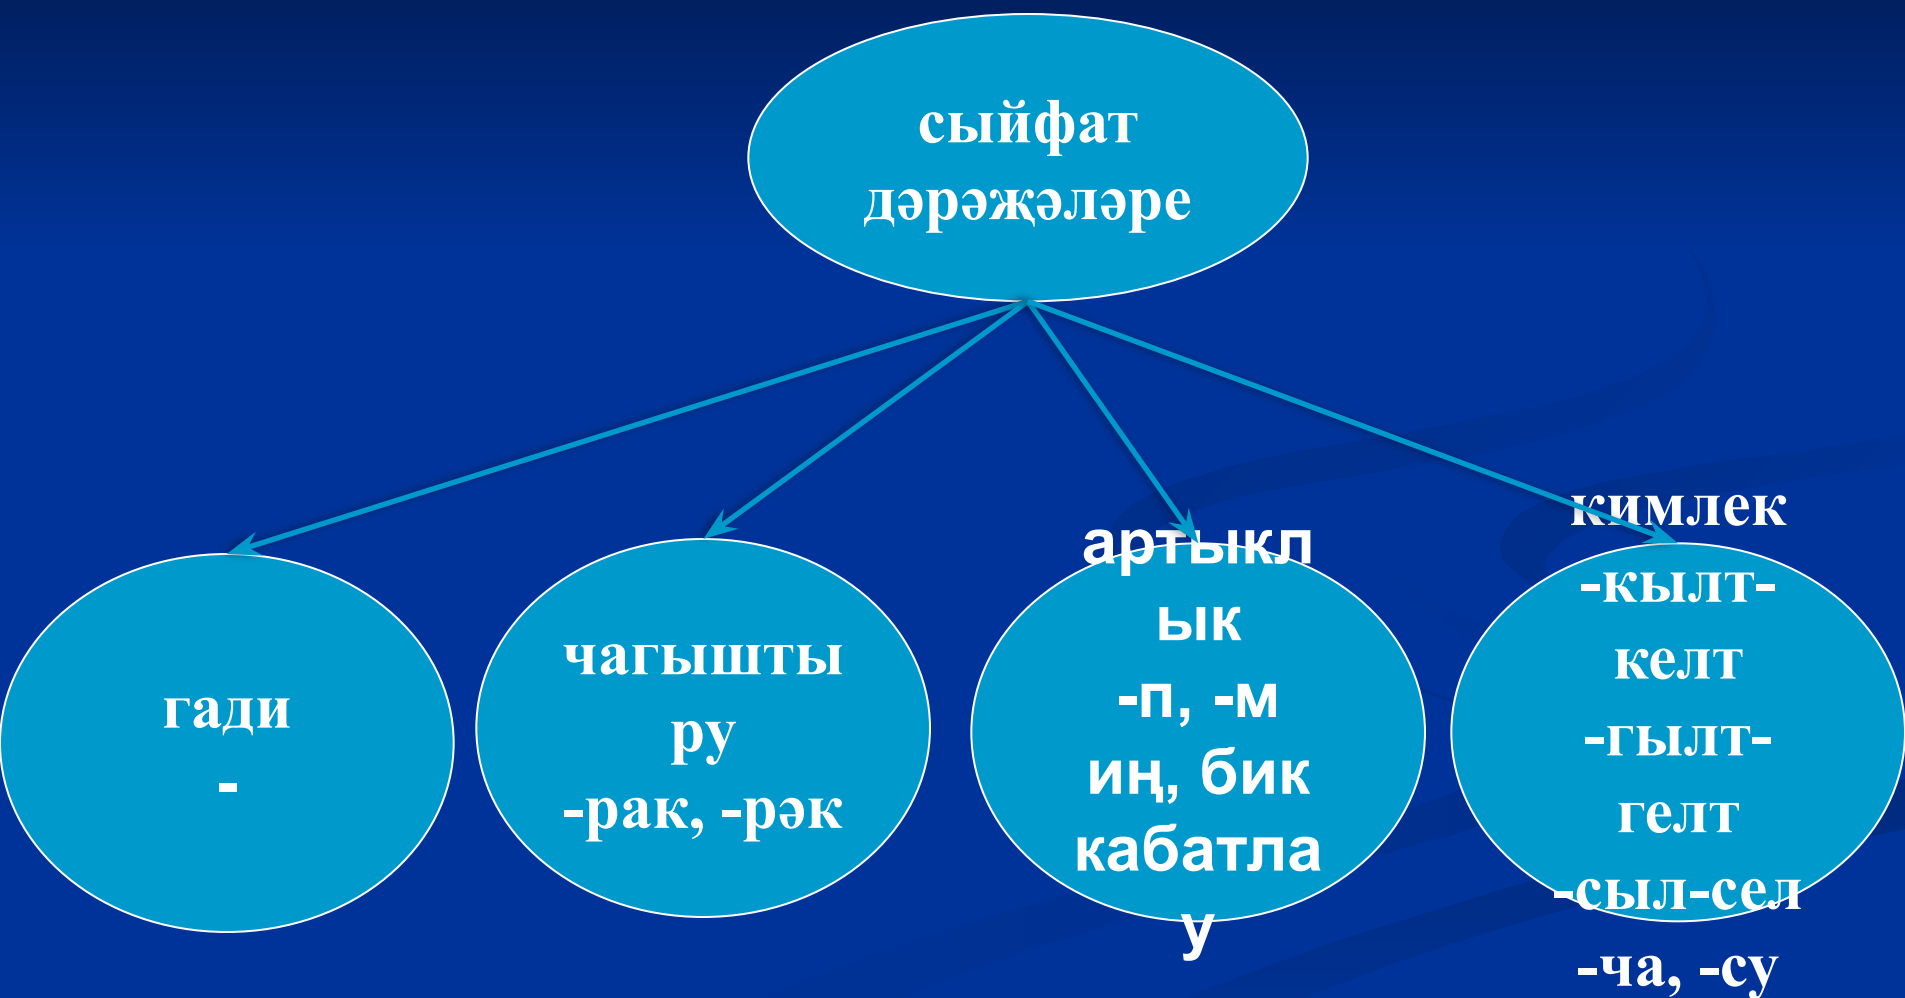 сыйфат
дәрәҗәләре
гади
-
чагышты
ру
-рак, -рәк
артыкл
ык
-п, -м
иң, бик
кабатла
у
кимлек
-кылт-
келт
-гылт-
гелт
-сыл-сел
-ча, -су